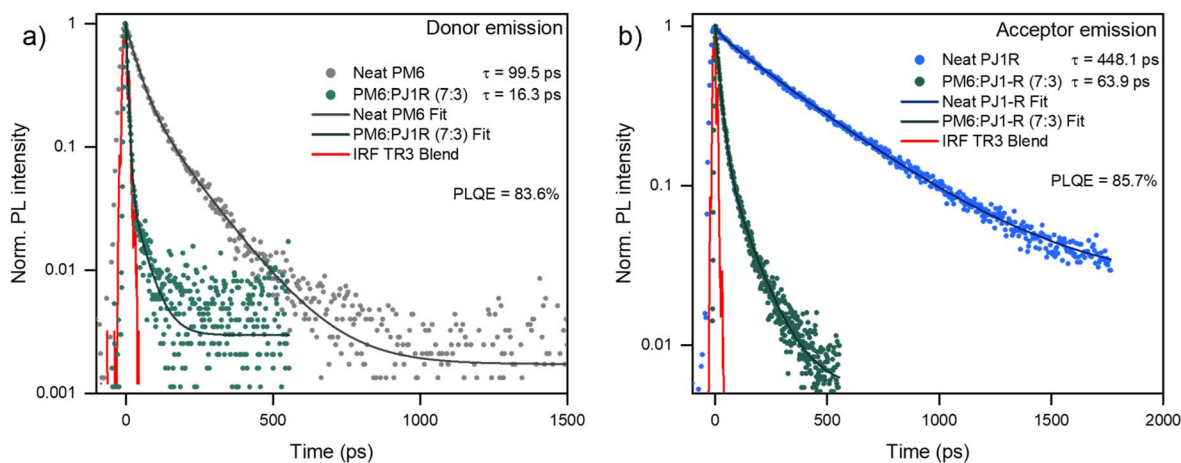 a)
Donor emission
Neat PM6 τ = 99.5 ps
PM6:PJ1R (7:3) τ = 16.3 ps
Neat PM6 Fit
PM6:PJ1R (7:3) Fit
IRF TR3 Blend
PLQE = 83.6%
1
0.1
0.01
0.001
Norm. PL intensity
0 500 1000 1500
Time (ps)
b)
Acceptor emission
Neat PJ1R τ = 448.1 ps
PM6:PJ1-R (7:3) τ = 63.9 ps
Neat PJ1-R Fit
PM6:PJ1-R (7:3) Fit
IRF TR3 Blend
PLQE = 85.7%
1
0.1
0.01
Norm. PL intensity
0 500 1000 1500 2000
Time (ps)